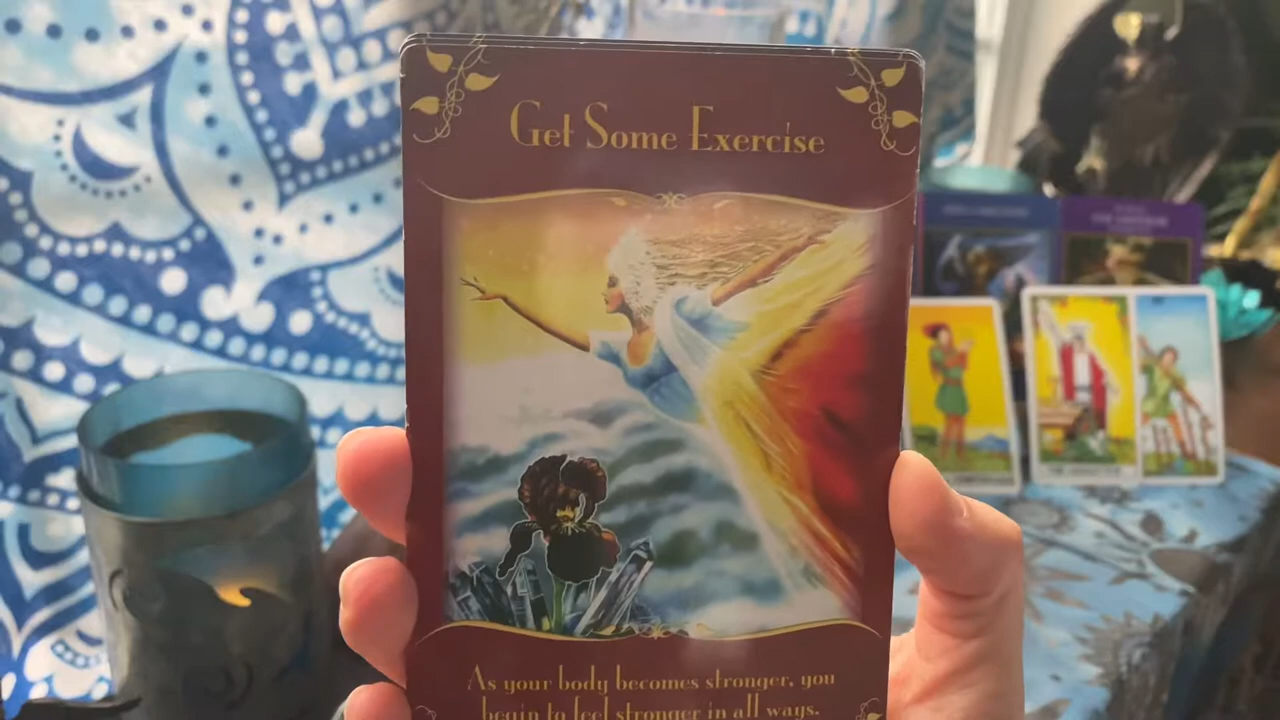 Get Some Exercise
As your body becomes stronger, you
begin to feel stronger in all ways.